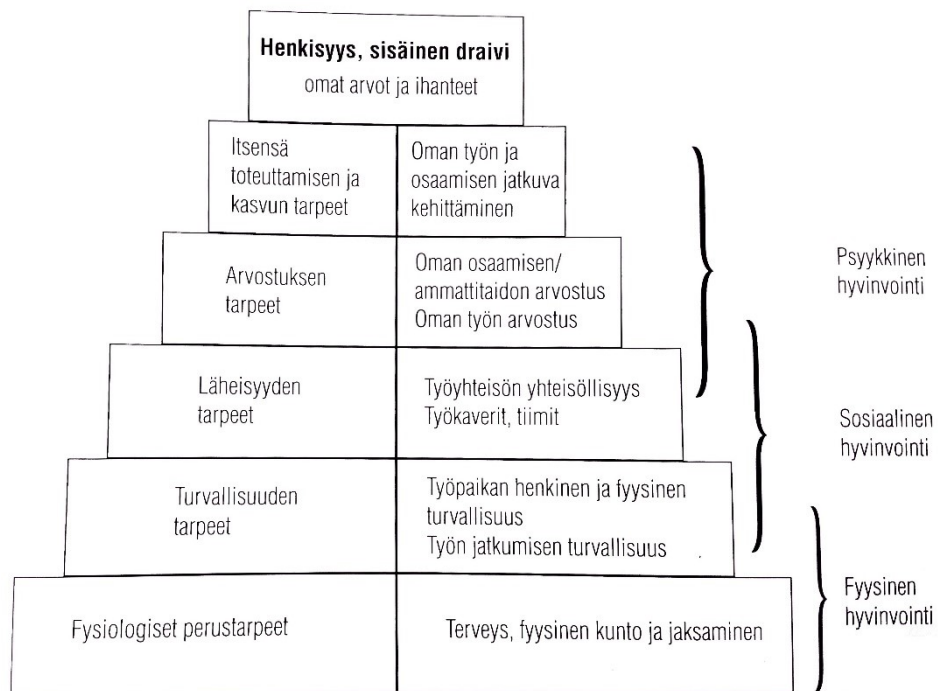 Henkisyys, sisäinen draivi
omat arvot ja ihanteet
Itsensä
toteuttamisen ja
kasvun tarpeet
Oman työn ja
osaamisen jatkuva
kehittäminen
Arvostuksen
tarpeet
Oman osaamisen/
ammattitaidon arvostus
Oman työn arvostus
Psyykkinen
hyvinvointi
Läheisyyden
tarpeet
Työyhteisön yhteisöllisyys
Työkaverit, tiimit
Sosiaalinen
hyvinvointi
Turvallisuuden
tarpeet
Työpaikan henkinen ja fyysinen
turvallisuus
Työn jatkumisen turvallisuus
Fyysinen
hyvinvointi
Fysiologiset perustarpeet
Terveys, fyysinen kunto ja jaksaminen